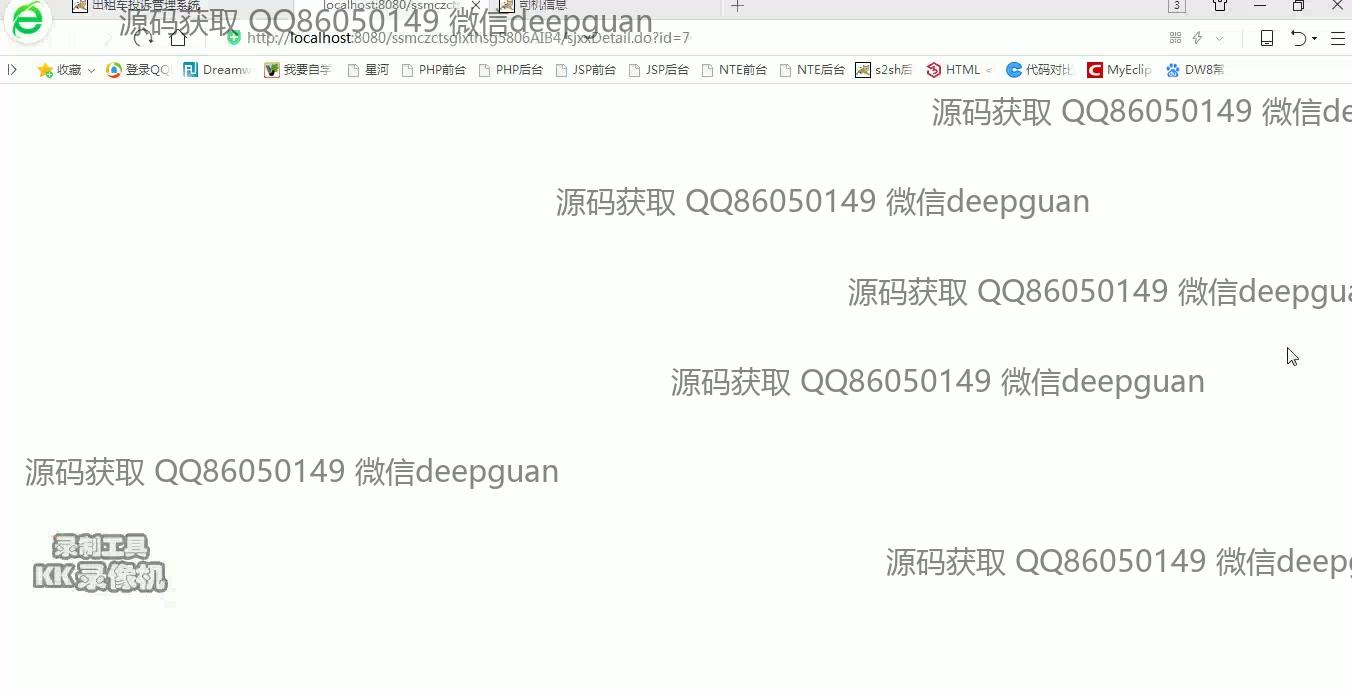 出租车投诉管理系统 localhost:8080/ssmczcts 司机信息 3
源码获取 QQ86050149 微信deepguan
http://localhost:8080/ssmczctsglxthsg5806AIB4/sjxxDetail.do?id=7
收藏 登录QQ Dreamw 我要自学 星河 PHP前台 PHP后台 JSP前台 JSP后台 NTE前台 NTE后台 s2sh后 HTML 代码对比 MyEclip DW8常
源码获取 QQ86050149 微信de
源码获取 QQ86050149 微信deepguan
源码获取 QQ86050149 微信deepgua
源码获取 QQ86050149 微信deepguan
源码获取 QQ86050149 微信deepguan
录制工具
KK录像机
源码获取 QQ86050149 微信deepg